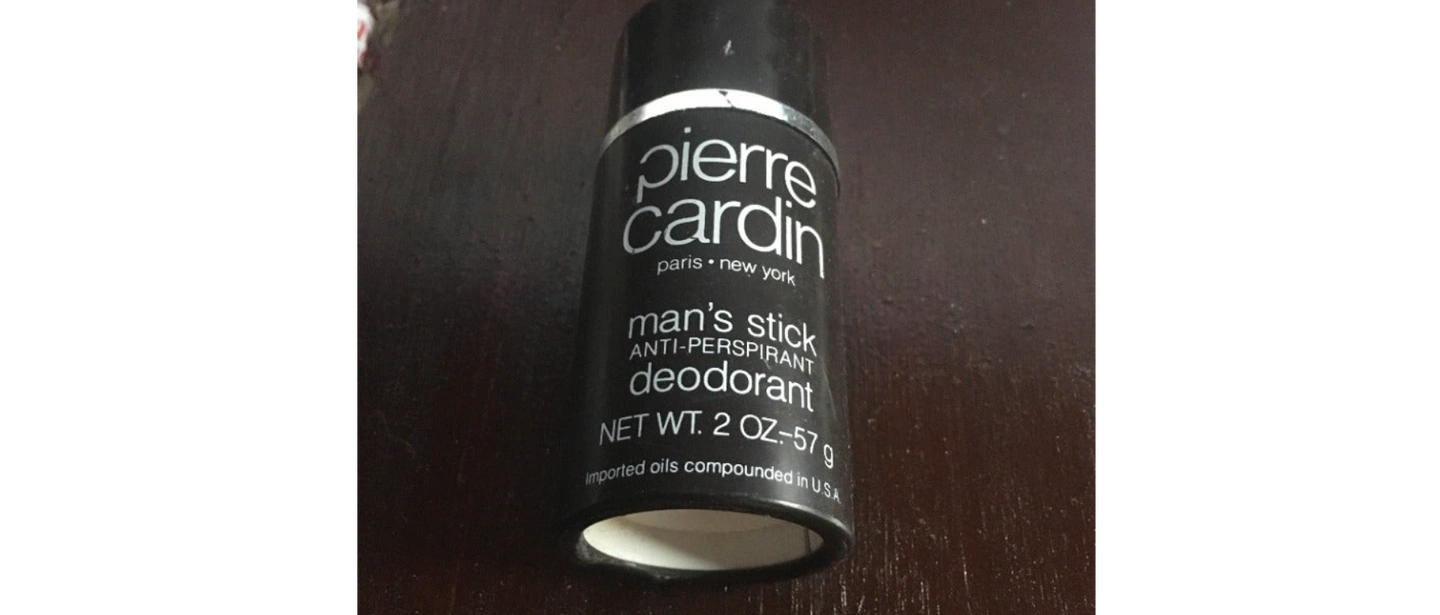 pierre
cardin
paris • new york
man's stick
ANTI-PERSPIRANT
deodorant
NET WT. 2 OZ.–57 g
Imported oils compounded in U.S.A.